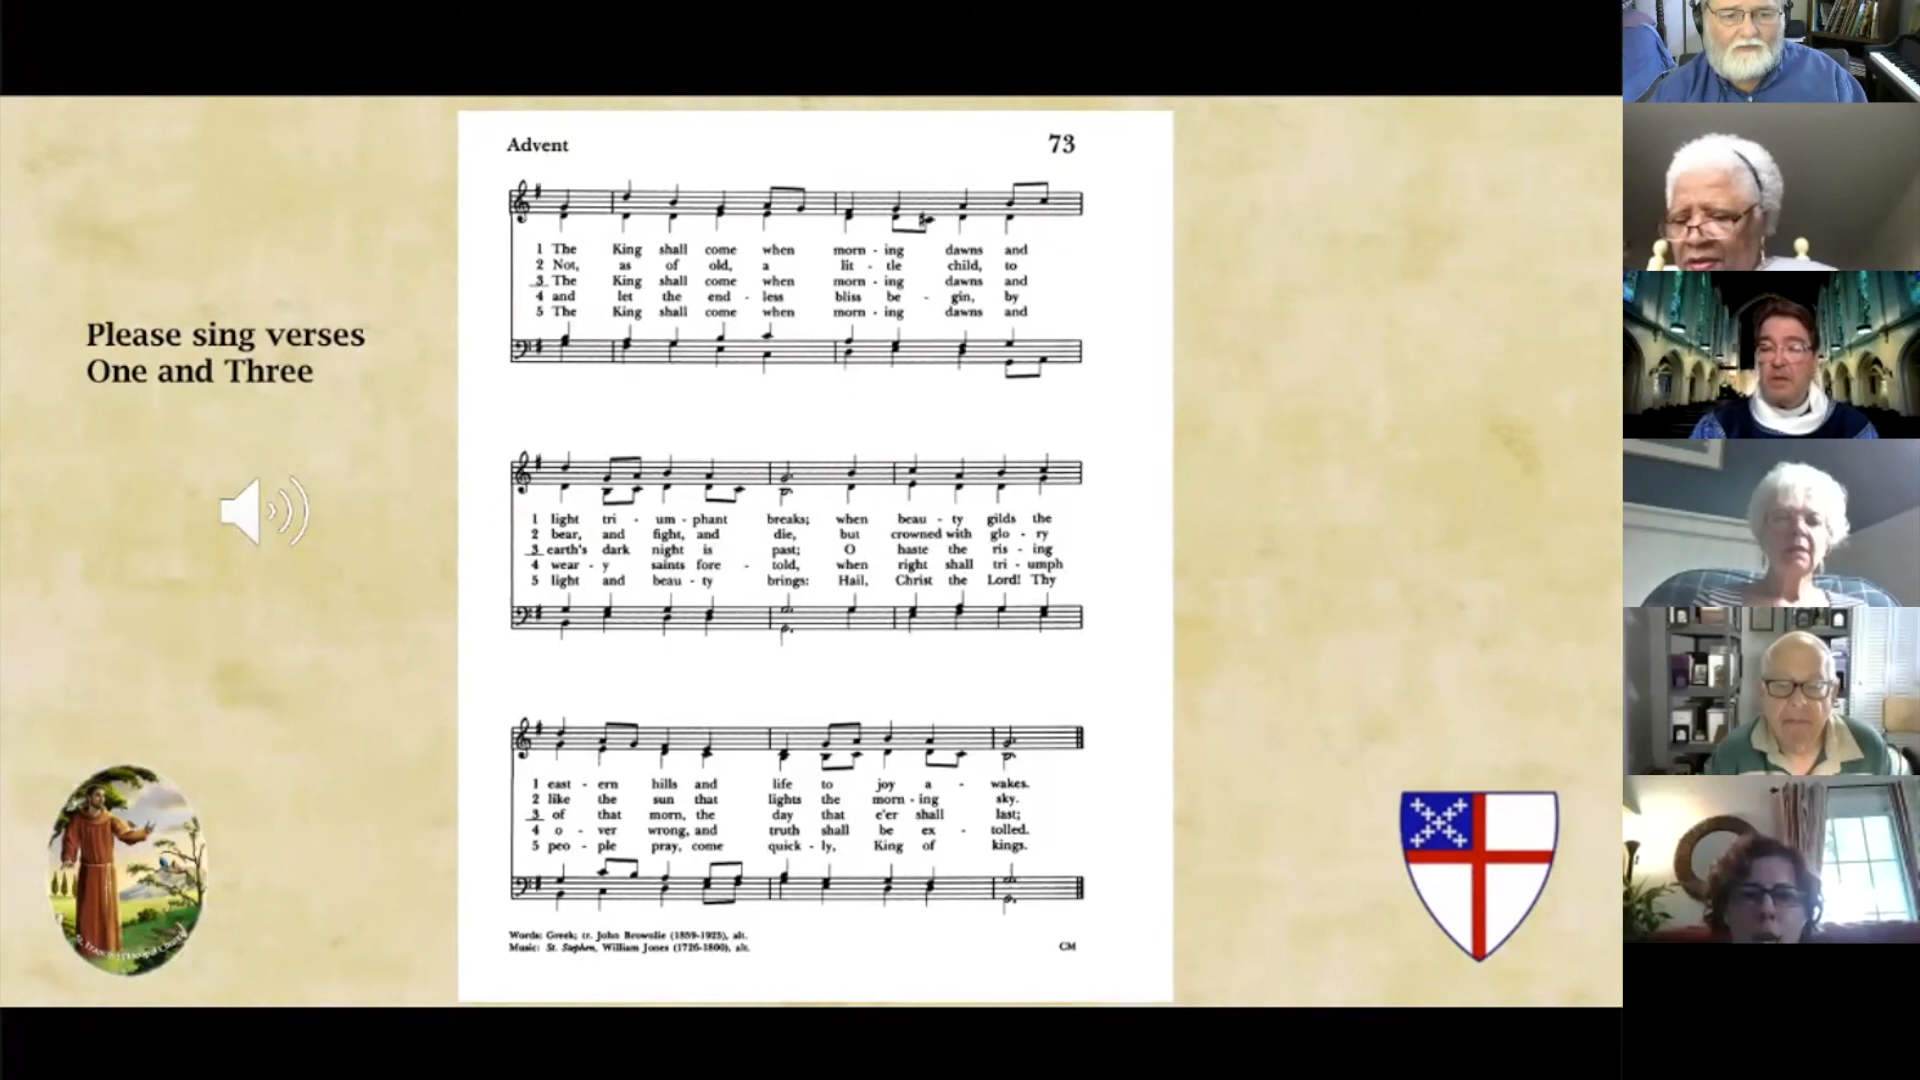 Advent 73
Please sing verses
One and Three
1 The King shall come when morn - ing dawns and
2 Not, as of old, a lit - tle child, to
3 The King shall come when morn - ing dawns and
4 and let the end - less bliss be - gin, by
5 The King shall come when morn - ing dawns and
1 light tri - um - phant breaks; when beau - ty gilds the
2 bear, and fight, and die, but crowned with glo - ry
3 earth's dark night is past; O haste the ris - ing
4 wear - y saints fore - told, when right shall tri - umph
5 light and beau - ty brings: Hail, Christ the Lord! Thy
1 east - ern hills and life to joy a - wakes.
2 like the sun that lights the morn - ing sky.
3 of that morn, the day that e'er shall last;
4 o - ver wrong, and truth shall be ex - tolled.
5 peo - ple pray, come quick - ly, King of kings.
Words: Greek; tr. John Brownlie (1859-1925), alt.
Music: St. Stephen, William Jones (1726-1800), alt. CM
St. Francis Episcopal Church